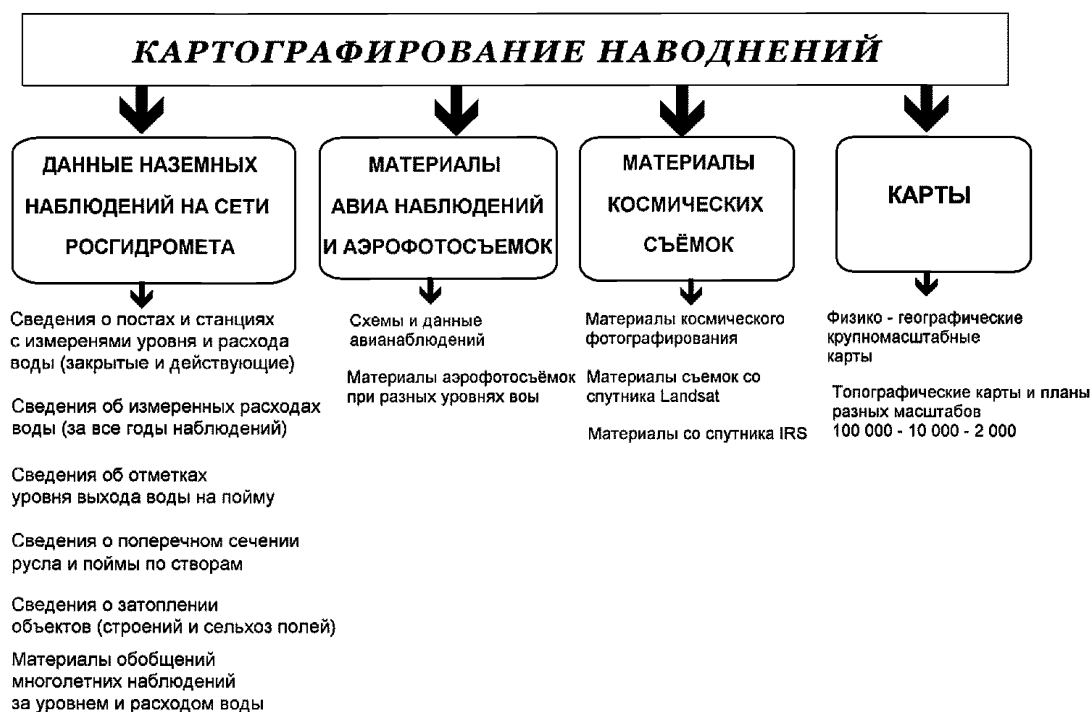 КАРТОГРАФИРОВАНИЕ НАВОДНЕНИЙ
ДАННЫЕ НАЗЕМНЫХ
НАБЛЮДЕНИЙ НА СЕТИ
РОСГИДРОМЕТА
Сведения о постах и станциях
с измеренями уровня и расхода
воды (закрытые и действующие)
Сведения об измеренных расходах
воды (за все годы наблюдений)
Сведения об отметках
уровня выхода воды на пойму
Сведения о поперечном сечении
русла и поймы по створам
Сведения о затоплении
объектов (строений и сельхоз полей)
Материалы обобщений
многолетних наблюдений
за уровнем и расходом воды
МАТЕРИАЛЫ
АВИА НАБЛЮДЕНИЙ
И АЭРОФОТОСЪЕМОК
Схемы и данные
авианаблюдений
Материалы аэрофотосъёмок
при разных уровнях воы
МАТЕРИАЛЫ
КОСМИЧЕСКИХ
СЪЁМОК
Материалы космического
фотографирования
Материалы съемок со
спутника Landsat
Материалы со спутника IRS
КАРТЫ
Физико - географические
крупномасштабные
карты
Топографические карты и планы
разных масштабов
100 000 - 10 000 - 2 000